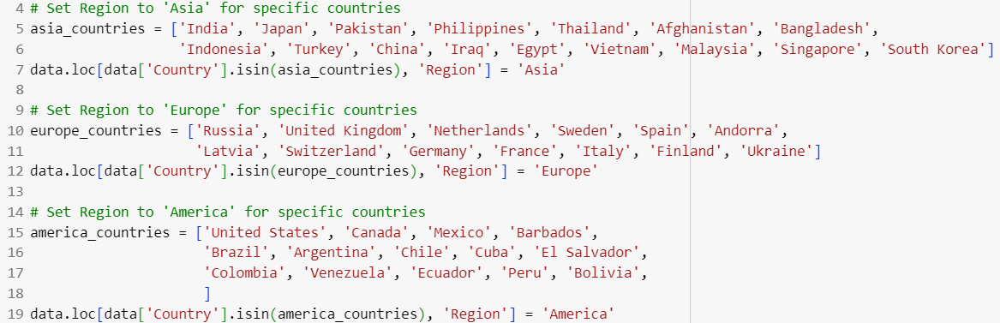 4 # Set Region to 'Asia' for specific countries
5 asia_countries = ['India', 'Japan', 'Pakistan', 'Philippines', 'Thailand', 'Afghanistan', 'Bangladesh',
6                   'Indonesia', 'Turkey', 'China', 'Iraq', 'Egypt', 'Vietnam', 'Malaysia', 'Singapore', 'South Korea']
7 data.loc[data['Country'].isin(asia_countries), 'Region'] = 'Asia'
8
9 # Set Region to 'Europe' for specific countries
10 europe_countries = ['Russia', 'United Kingdom', 'Netherlands', 'Sweden', 'Spain', 'Andorra',
11                     'Latvia', 'Switzerland', 'Germany', 'France', 'Italy', 'Finland', 'Ukraine']
12 data.loc[data['Country'].isin(europe_countries), 'Region'] = 'Europe'
13
14 # Set Region to 'America' for specific countries
15 america_countries = ['United States', 'Canada', 'Mexico', 'Barbados',
16                      'Brazil', 'Argentina', 'Chile', 'Cuba', 'El Salvador',
17                      'Colombia', 'Venezuela', 'Ecuador', 'Peru', 'Bolivia',
18                      ]
19 data.loc[data['Country'].isin(america_countries), 'Region'] = 'America'